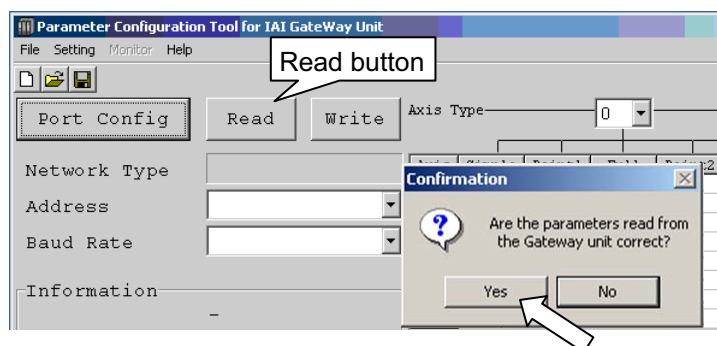 Parameter Configuration Tool for IAI GateWay Unit
File Setting Monitor Help
Read button
Port Config Read Write Axis Type 0
Network Type
Confirmation
Address
Are the parameters read from
the Gateway unit correct?
Baud Rate
Yes No
Information
-